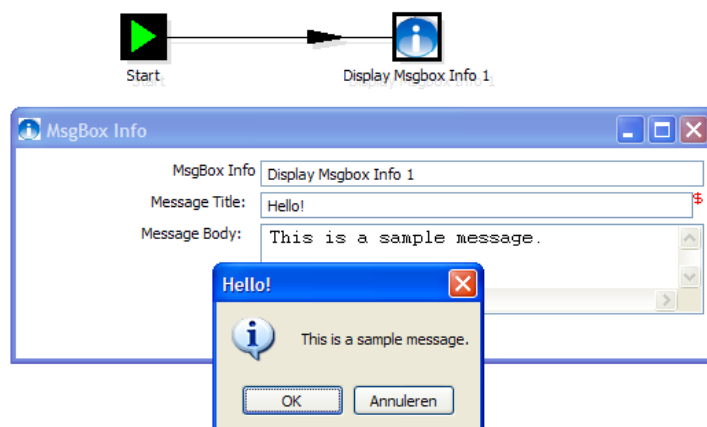 Start
Display Msgbox Info 1
MsgBox Info
MsgBox Info Display Msgbox Info 1
Message Title: Hello! $
Message Body: This is a sample message.
Hello!
This is a sample message.
OK Annuleren